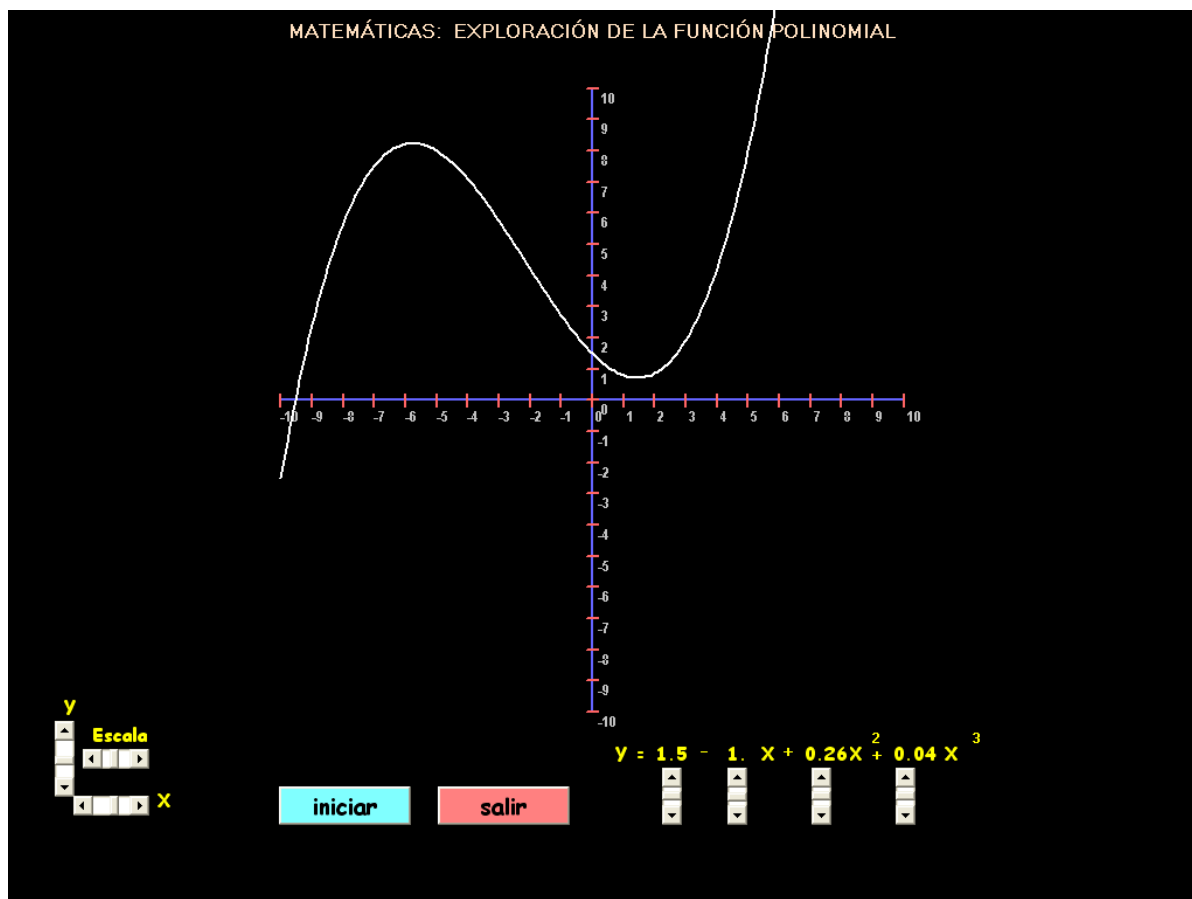 MATEMÁTICAS: EXPLORACIÓN DE LA FUNCIÓN POLINOMIAL
10
9
8
7
6
5
4
3
2
1
0
-10 -9 -8 -7 -6 -5 -4 -3 -2 -1 0 1 2 3 4 5 6 7 8 9 10
-1
-2
-3
-4
-5
-6
-7
-8
-9
-10
y
Escala
X
iniciar
salir
y = 1.5 - 1. X + 0.26X 2 + 0.04 X 3